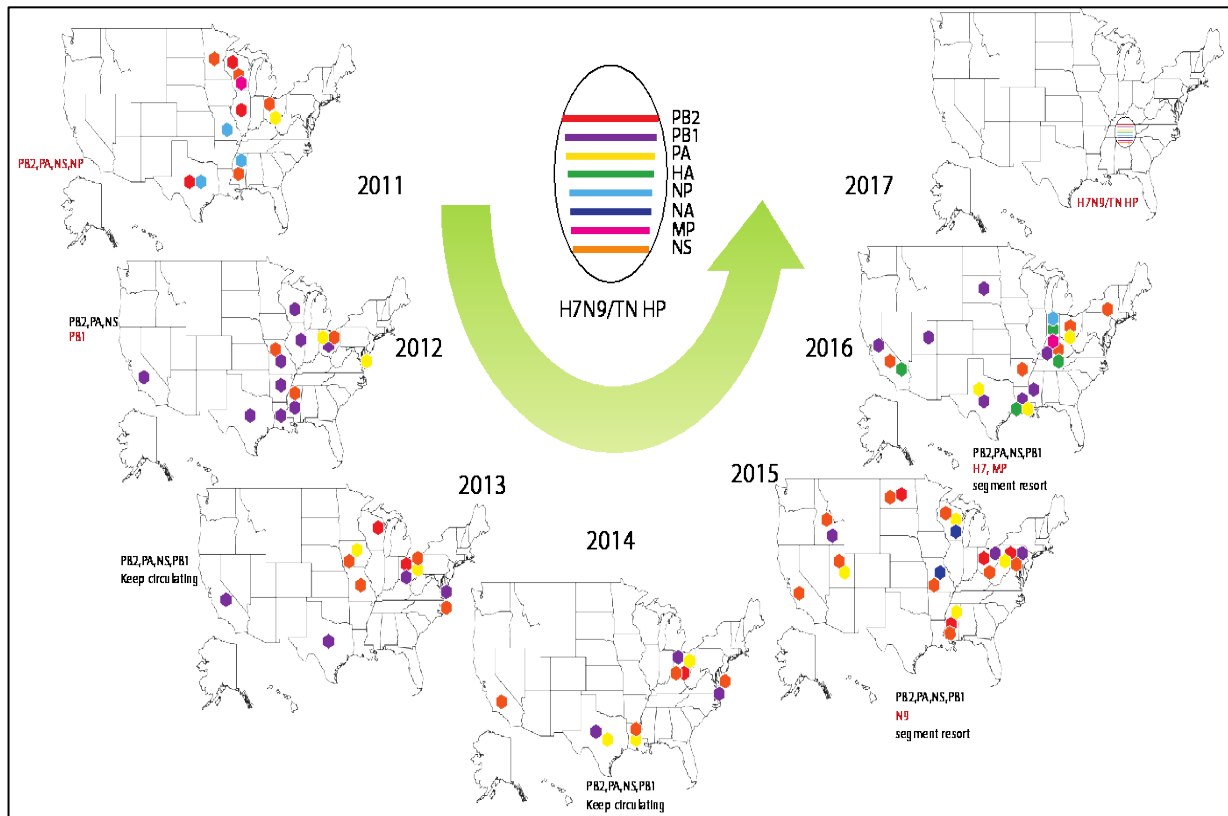 PB2,PA,NS,NP
2011
PB2
PB1
PA
HA
NP
NA
MP
NS
H7N9/TN HP
2017
H7N9/TN HP
PB2,PA,NS
PB1
2012
2016
PB2,PA,NS,PB1
H7, MP
segment resort
PB2,PA,NS,PB1
Keep circulating
2013
2014
PB2,PA,NS,PB1
Keep circulating
2015
PB2,PA,NS,PB1
N9
segment resort